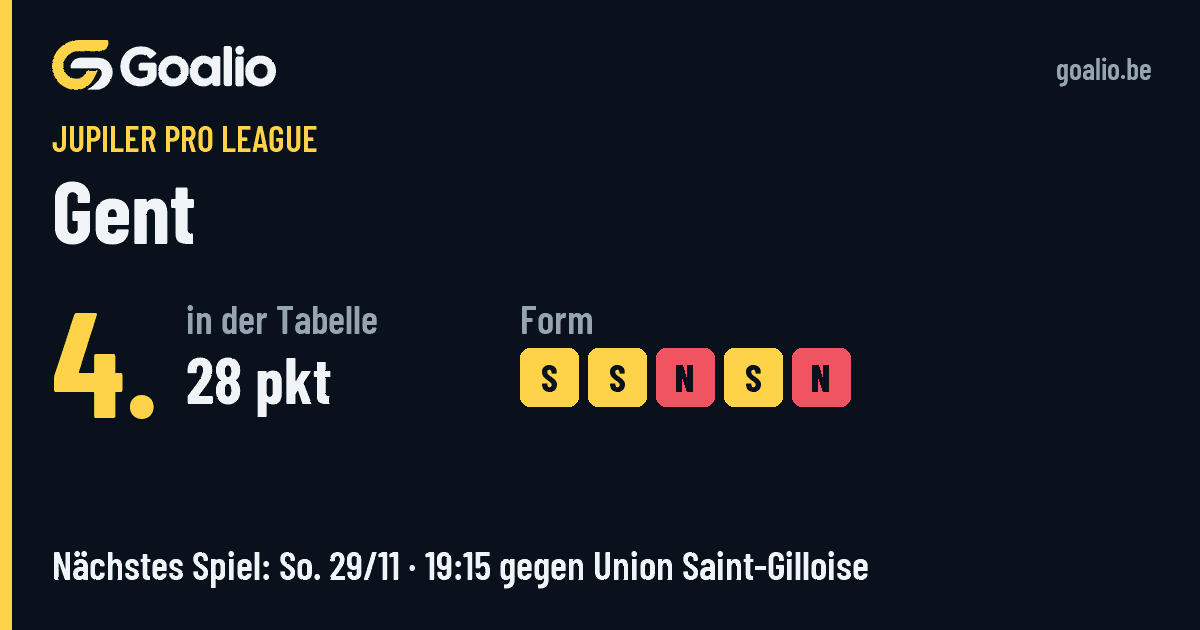 Goalio
goalio.be
JUPILER PRO LEAGUE
Gent
4.
in der Tabelle
28 pkt
Form
S S N S N
Nächstes Spiel: So. 29/11 · 19:15 gegen Union Saint-Gilloise